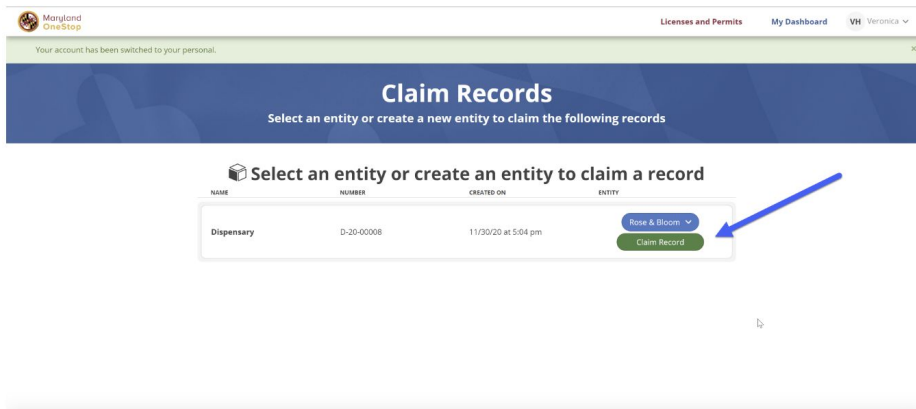 Maryland
OneStop
Licenses and Permits
My Dashboard
VH Veronica
Your account has been switched to your personal.
×
Claim Records
Select an entity or create a new entity to claim the following records
Select an entity or create an entity to claim a record
NAME NUMBER CREATED ON ENTITY
Dispensary D-20-00008 11/30/20 at 5:04 pm Rose & Bloom
Claim Record